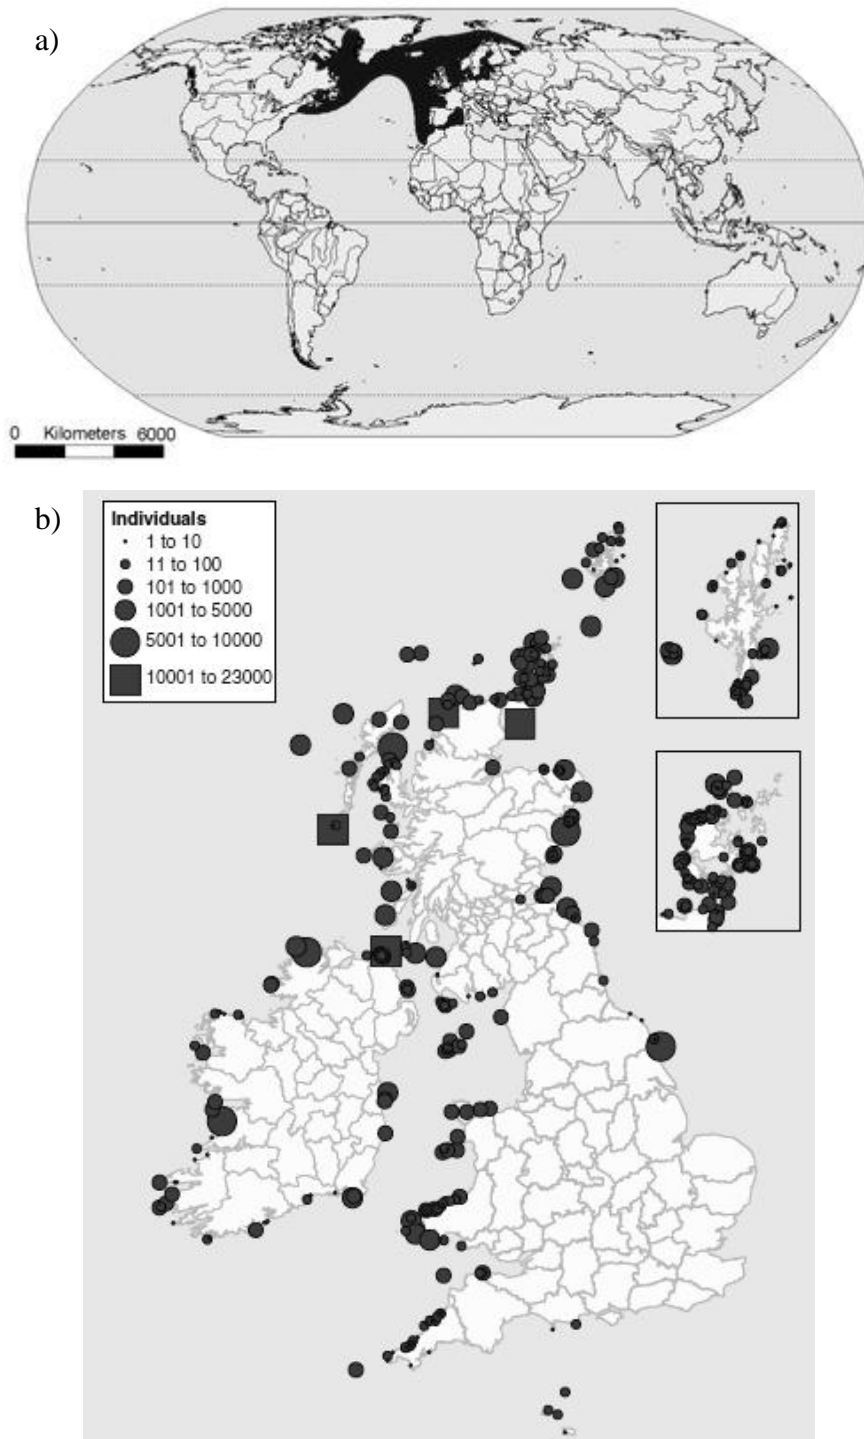 a)
0 Kilometers 6000
b)
Individuals
1 to 10
11 to 100
101 to 1000
1001 to 5000
5001 to 10000
10001 to 23000